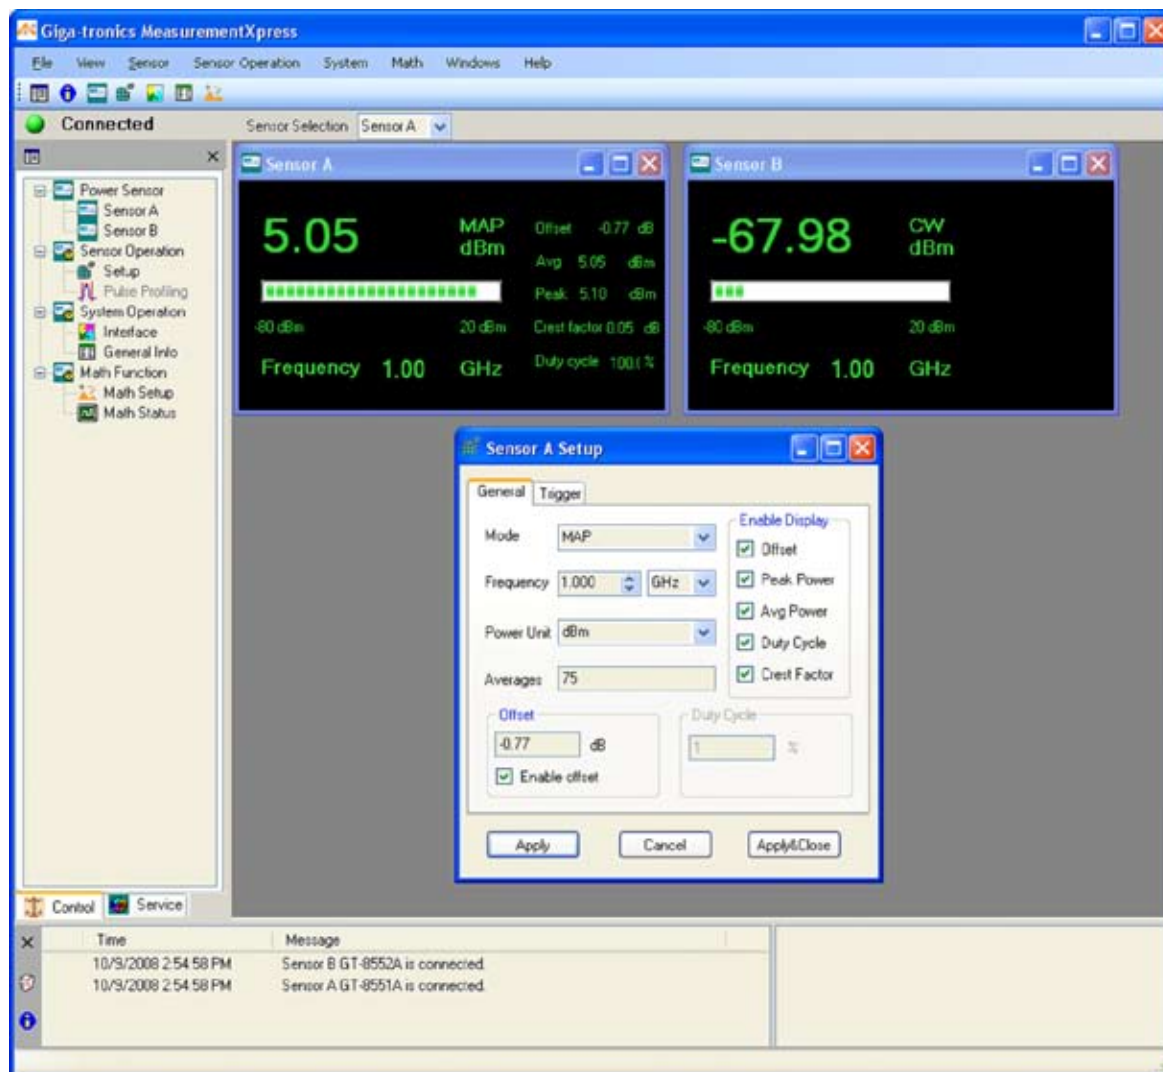 Giga-tronics MeasurementXpress
File View Sensor Sensor Operation System Math Windows Help
Connected Sensor Selection Sensor A
Power Sensor
Sensor A
Sensor B
Sensor Operation
Setup
Pulse Profiling
System Operation
Interface
General Info
Math Function
Math Setup
Math Status
Control Service
Sensor A
5.05 MAP dBm
-80 dBm 20 dBm
Frequency 1.00 GHz
Offset -0.77 dB
Avg 5.05 dBm
Peak 5.10 dBm
Crest factor 0.05 dB
Duty cycle 100.( %
Sensor B
-67.98 CW dBm
-80 dBm 20 dBm
Frequency 1.00 GHz
Sensor A Setup
General Trigger
Mode MAP
Frequency 1.000 GHz
Power Unit dBm
Averages 75
Enable Display
Offset
Peak Power
Avg Power
Duty Cycle
Crest Factor
Offset
-0.77 dB
Enable offset
Duty Cycle
1 %
Apply Cancel Apply&Close
Time Message
10/9/2008 2:54:58 PM Sensor B GT-8552A is connected.
10/9/2008 2:54:58 PM Sensor A GT-8551A is connected.